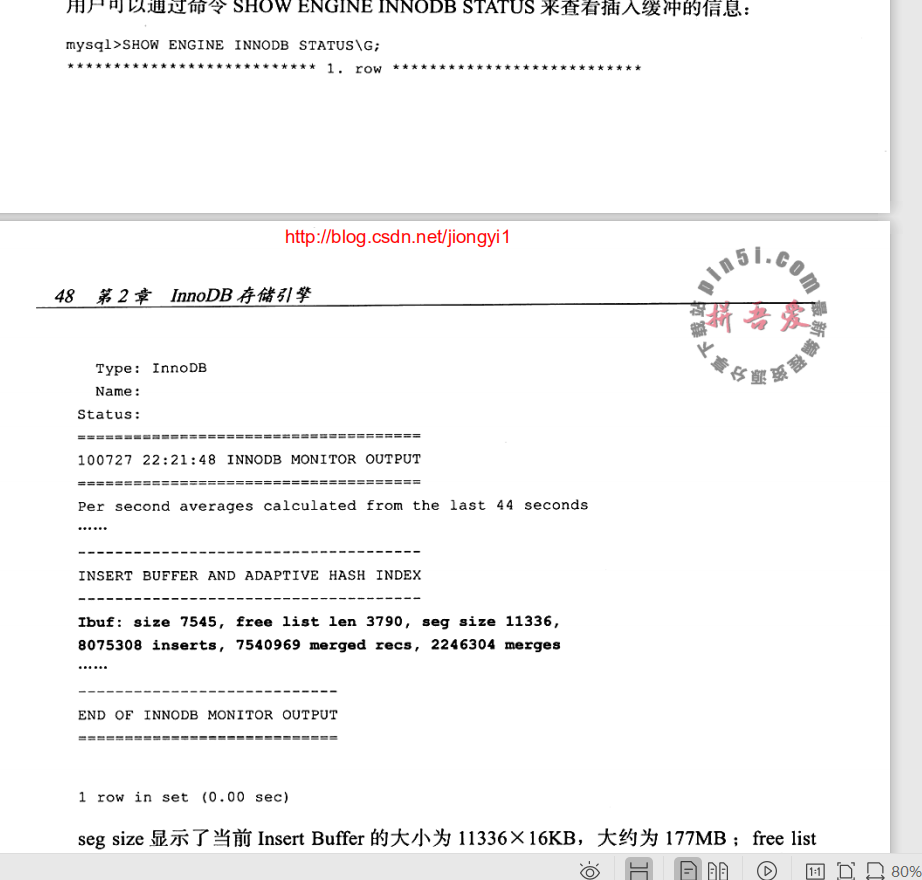 用户可以通过命令 SHOW ENGINE INNODB STATUS 来查看插入缓冲的信息：
mysql>SHOW ENGINE INNODB STATUS\G;
*************************** 1. row ***************************
http://blog.csdn.net/jiongyi1
pin5i.com
拼吾爱
最新编程资源分享下载站
48 第2章 InnoDB 存储引擎
Type: InnoDB
Name:
Status:
=====================================
100727 22:21:48 INNODB MONITOR OUTPUT
=====================================
Per second averages calculated from the last 44 seconds
……
-------------------------------------
INSERT BUFFER AND ADAPTIVE HASH INDEX
-------------------------------------
Ibuf: size 7545, free list len 3790, seg size 11336,
8075308 inserts, 7540969 merged recs, 2246304 merges
……
----------------------------
END OF INNODB MONITOR OUTPUT
============================
1 row in set (0.00 sec)
seg size 显示了当前 Insert Buffer 的大小为 11336×16KB，大约为 177MB；free list
1:1
80%